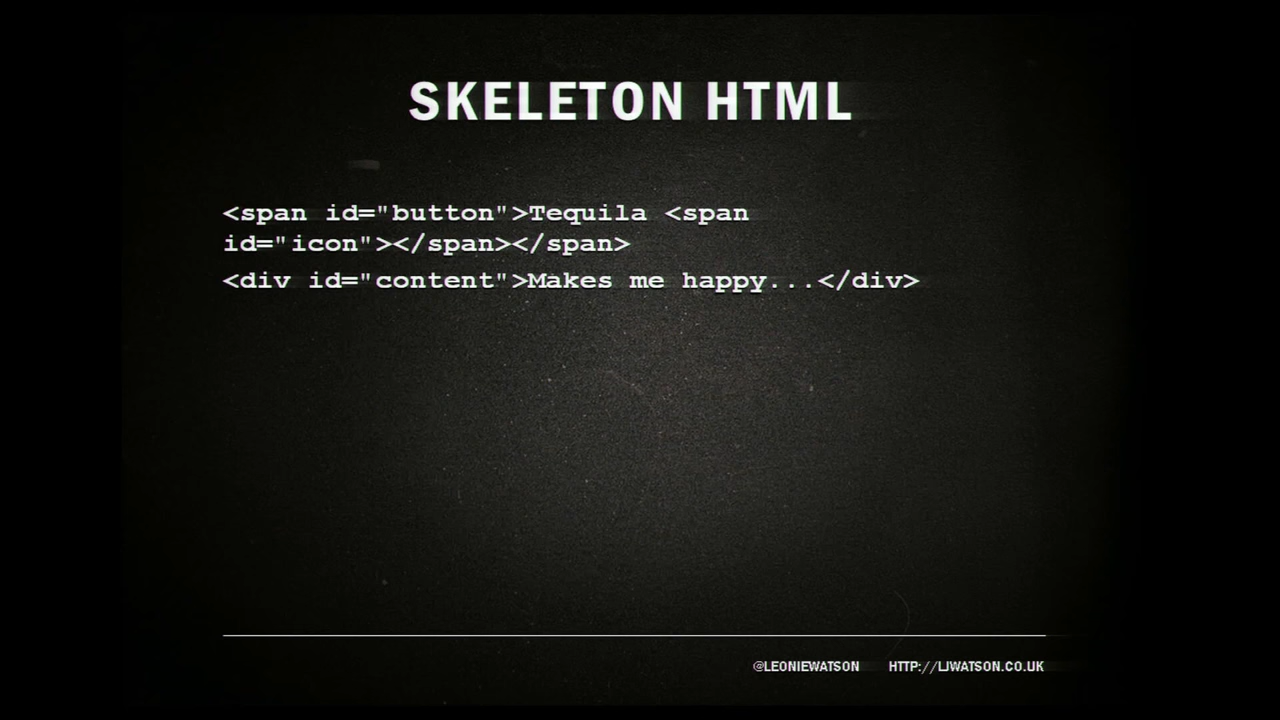 SKELETON HTML
<span id="button">Tequila <span
id="icon"></span></span>
<div id="content">Makes me happy...</div>
@LEONIEWATSON HTTP://LJWATSON.CO.UK